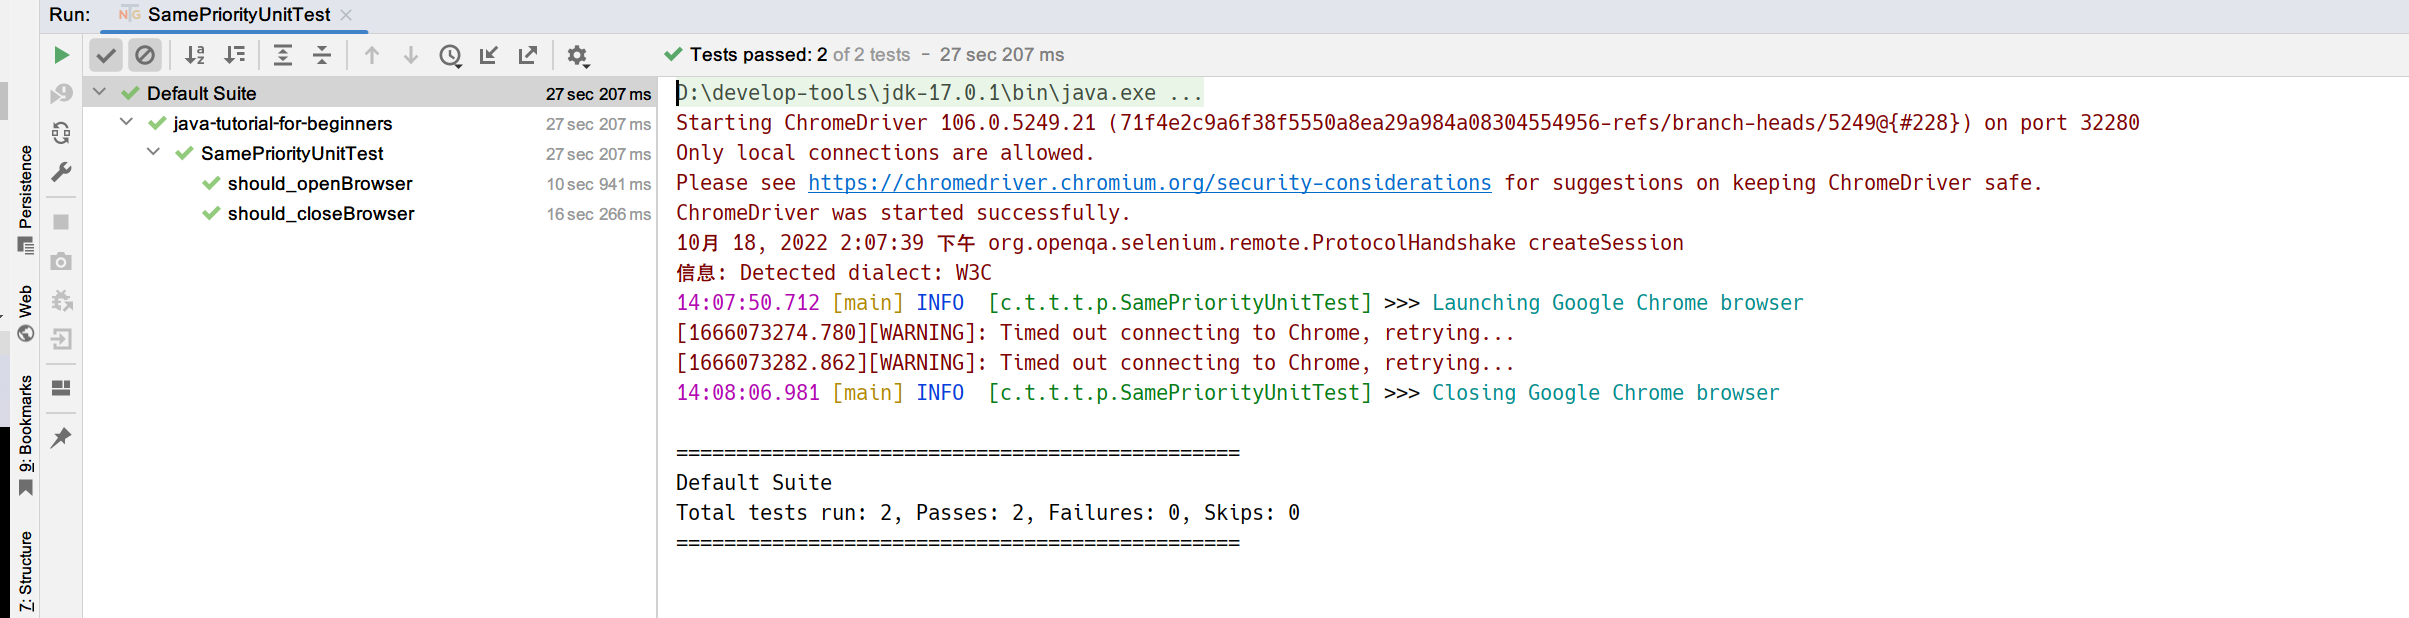 Run: SamePriorityUnitTest
Tests passed: 2 of 2 tests – 27 sec 207 ms
Default Suite 27 sec 207 ms
java-tutorial-for-beginners 27 sec 207 ms
SamePriorityUnitTest 27 sec 207 ms
should_openBrowser 10 sec 941 ms
should_closeBrowser 16 sec 266 ms
D:\develop-tools\jdk-17.0.1\bin\java.exe ...
Starting ChromeDriver 106.0.5249.21 (71f4e2c9a6f38f5550a8ea29a984a08304554956-refs/branch-heads/5249@{#228}) on port 32280
Only local connections are allowed.
Please see https://chromedriver.chromium.org/security-considerations for suggestions on keeping ChromeDriver safe.
ChromeDriver was started successfully.
10月 18, 2022 2:07:39 下午 org.openqa.selenium.remote.ProtocolHandshake createSession
信息: Detected dialect: W3C
14:07:50.712 [main] INFO  [c.t.t.t.p.SamePriorityUnitTest] >>> Launching Google Chrome browser
[1666073274.780][WARNING]: Timed out connecting to Chrome, retrying...
[1666073282.862][WARNING]: Timed out connecting to Chrome, retrying...
14:08:06.981 [main] INFO  [c.t.t.t.p.SamePriorityUnitTest] >>> Closing Google Chrome browser
===============================================
Default Suite
Total tests run: 2, Passes: 2, Failures: 0, Skips: 0
===============================================
Persistence
Web
9: Bookmarks
7: Structure